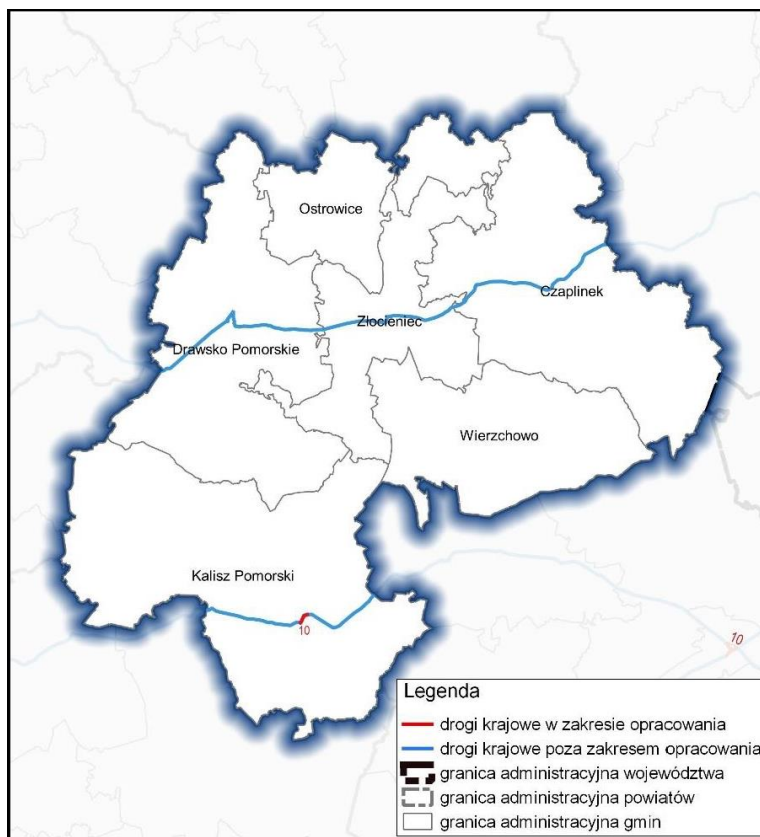 Ostrowice
Czaplinek
Złocieniec
Drawsko Pomorskie
Wierzchowo
Kalisz Pomorski
10
10
Legenda
drogi krajowe w zakresie opracowania
drogi krajowe poza zakresem opracowania
granica administracyjna województwa
granica administracyjna powiatów
granica administracyjna gmin